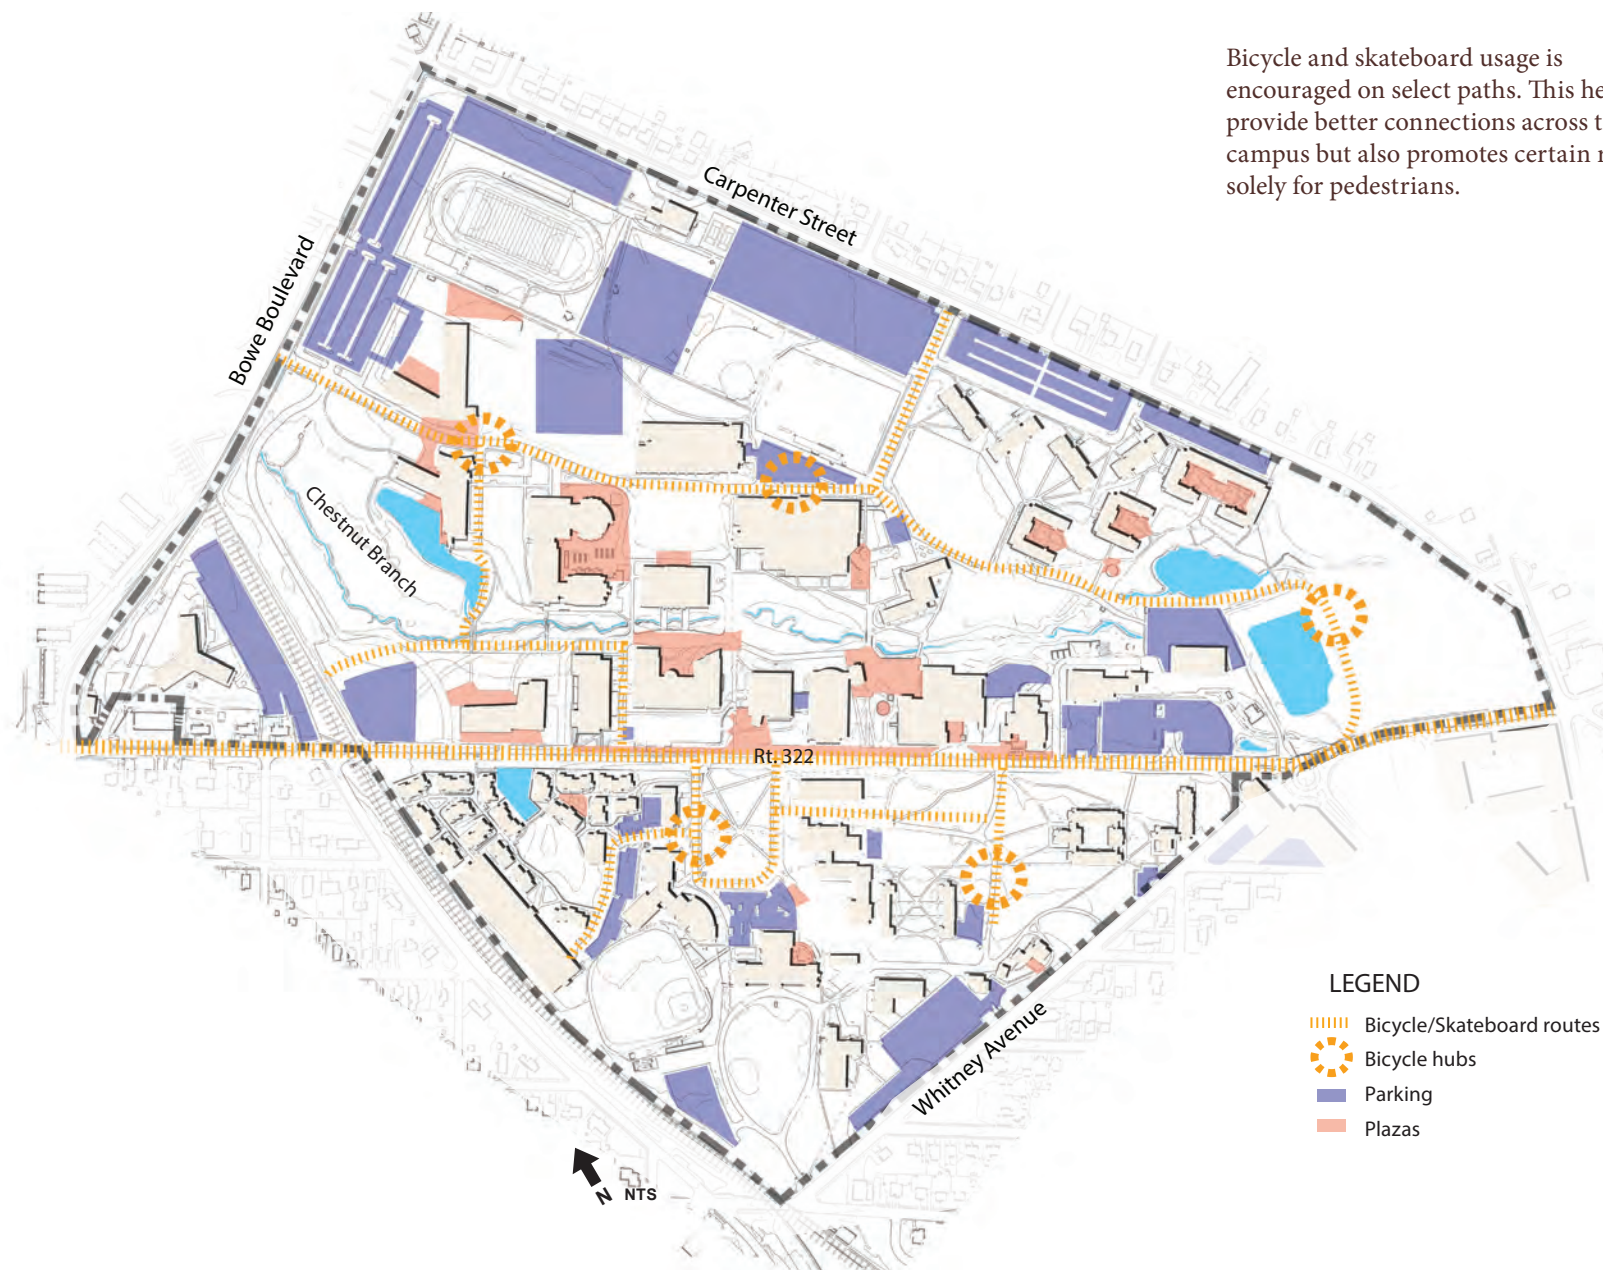 Bicycle and skateboard usage is
encouraged on select paths. This
provide better connections across
campus but also promotes certain
solely for pedestrians.
Carpenter Street
Bowe Boulevard
Chestnut Branch
Rt. 322
Whitney Avenue
N NTS
LEGEND
Bicycle/Skateboard routes
Bicycle hubs
Parking
Plazas